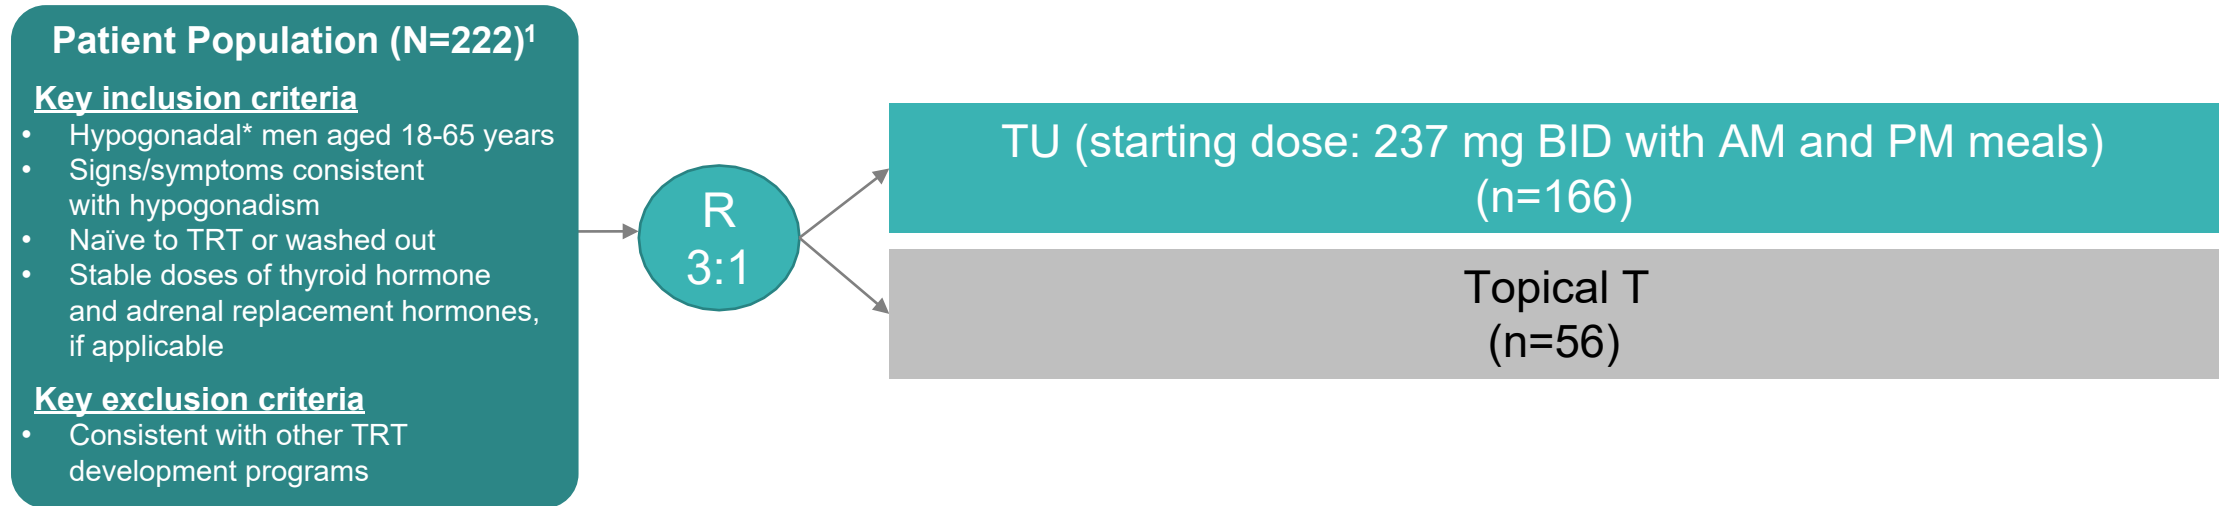 Patient Population (N=222)¹
Key inclusion criteria
• Hypogonadal* men aged 18-65 years
• Signs/symptoms consistent
with hypogonadism
• Naïve to TRT or washed out
• Stable doses of thyroid hormone
and adrenal replacement hormones,
if applicable
Key exclusion criteria
• Consistent with other TRT
development programs
R
3:1
TU (starting dose: 237 mg BID with AM and PM meals)
(n=166)
Topical T
(n=56)